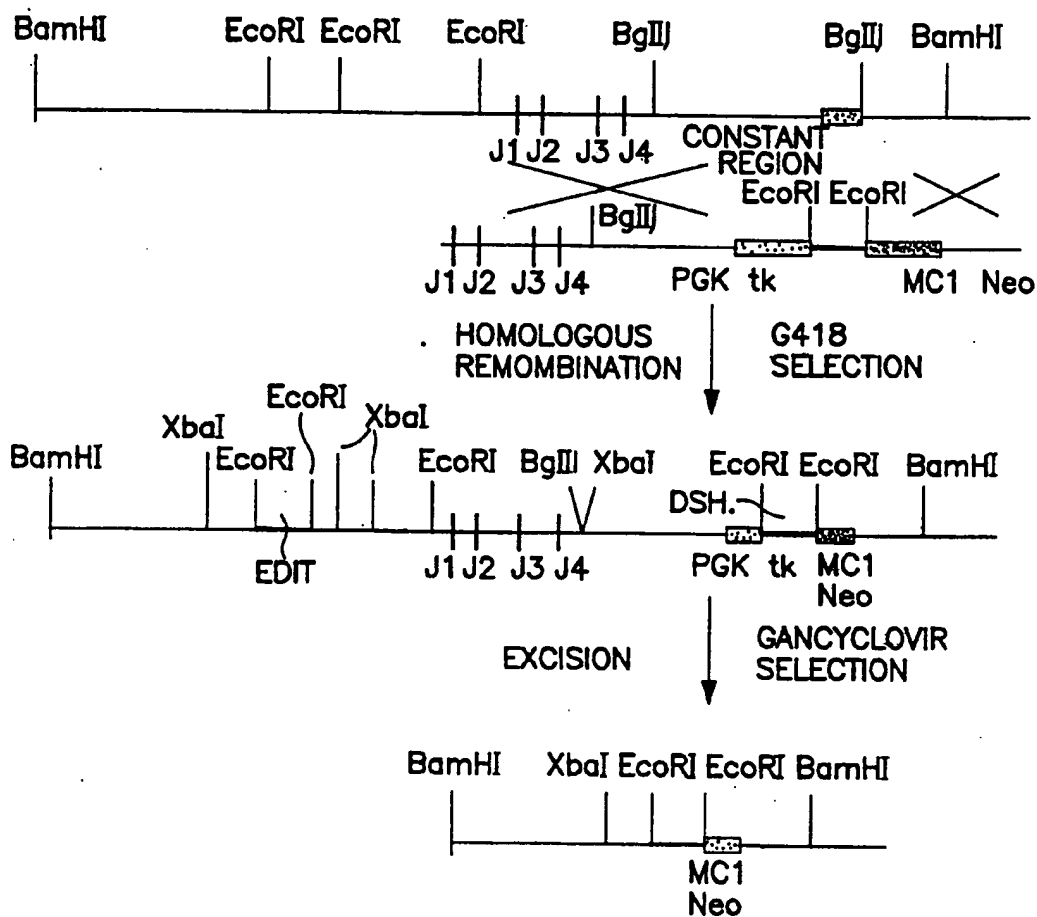 BamHI EcoRI EcoRI EcoRI BglII BglII BamHI
J1 J2 J3 J4
CONSTANT
REGION
EcoRI EcoRI
BglII
J1 J2 J3 J4 PGK tk MC1 Neo
HOMOLOGOUS
REMOMBINATION
G418
SELECTION
EcoRI
XbaI XbaI
BamHI EcoRI EcoRI BglII XbaI EcoRI EcoRI BamHI
DSH.
EDIT
J1 J2 J3 J4 PGK tk MC1
Neo
EXCISION
GANCYCLOVIR
SELECTION
BamHI XbaI EcoRI EcoRI BamHI
MC1
Neo